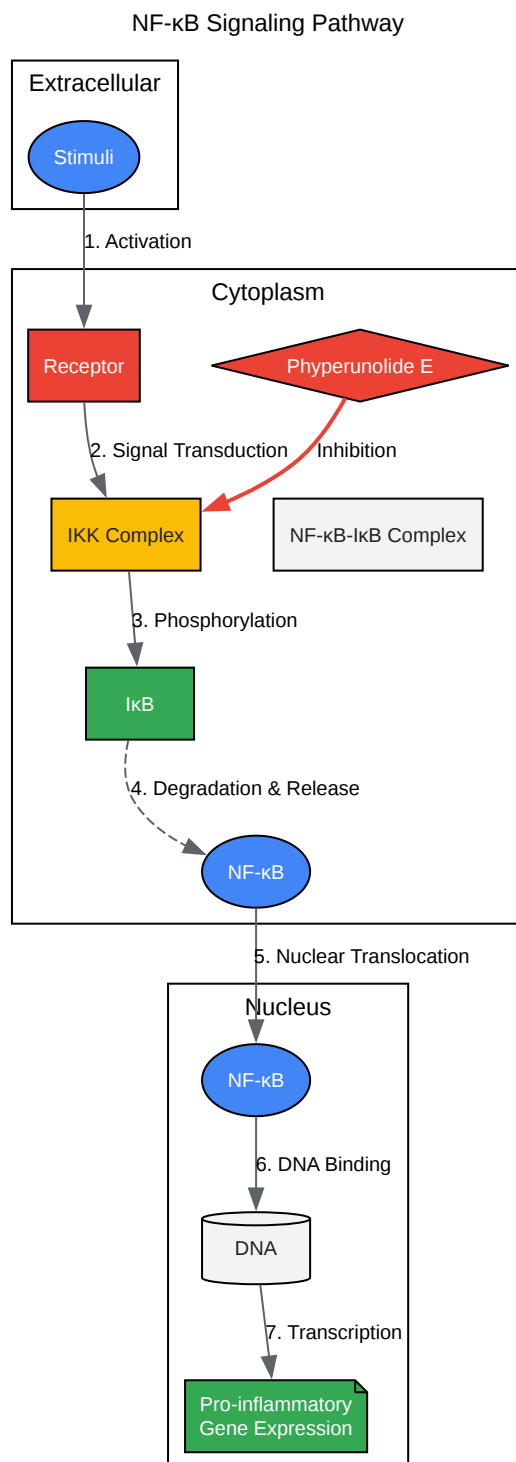 NF-κB Signaling Pathway
Extracellular
Stimuli
1. Activation
Cytoplasm
Receptor
Phyperunolide E
2. Signal Transduction
Inhibition
IKK Complex
NF-κB-IκB Complex
3. Phosphorylation
IκB
4. Degradation & Release
NF-κB
5. Nuclear Translocation
Nucleus
NF-κB
6. DNA Binding
DNA
7. Transcription
Pro-inflammatory
Gene Expression